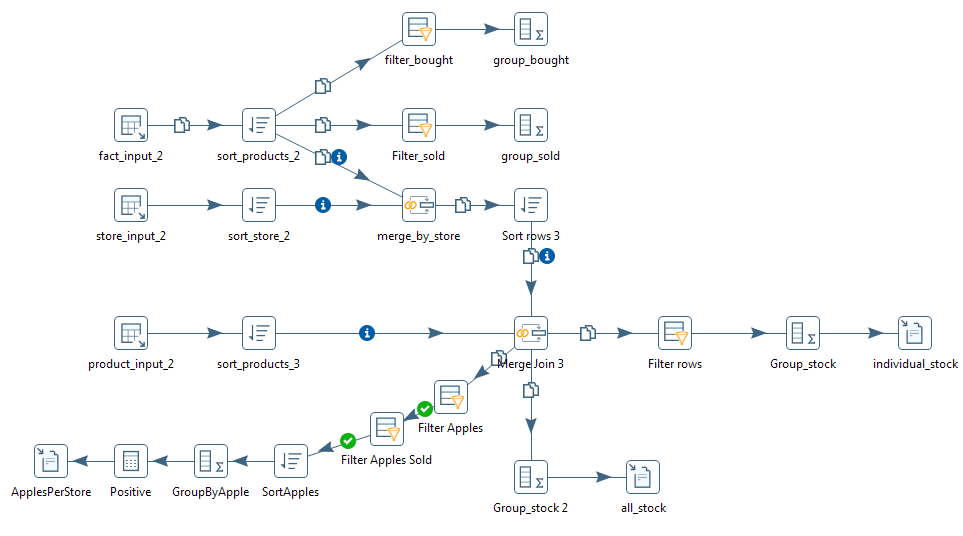 filter_bought
group_bought
fact_input_2
sort_products_2
Filter_sold
group_sold
store_input_2
sort_store_2
merge_by_store
Sort rows 3
product_input_2
sort_products_3
Merge Join 3
Filter rows
Group_stock
individual_stock
Filter Apples
Filter Apples Sold
ApplesPerStore
Positive
GroupByApple
SortApples
Group_stock 2
all_stock